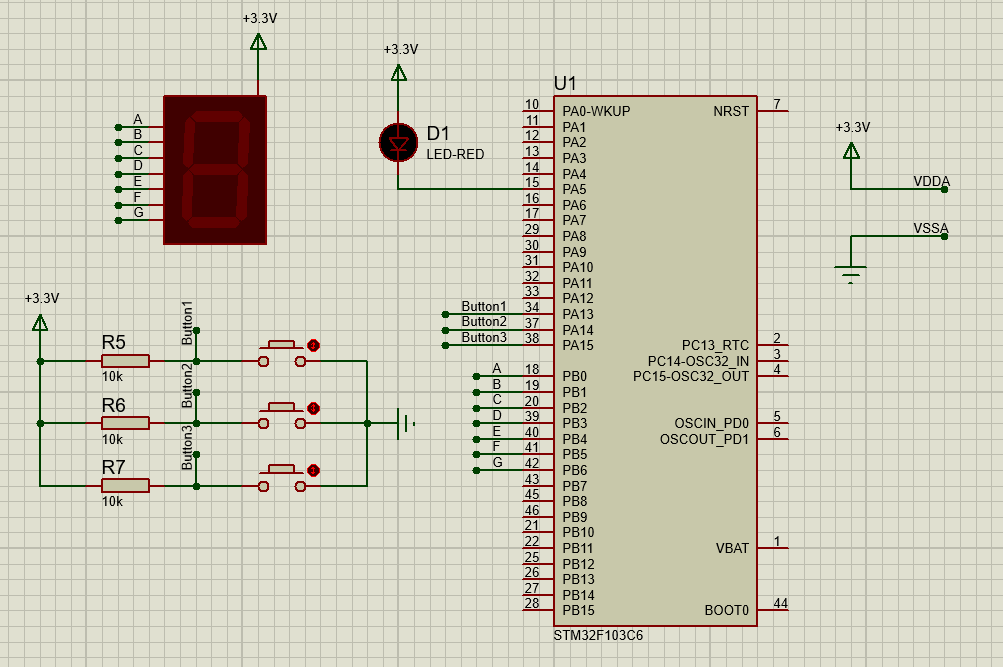 +3.3V
A
B
C
D
E
F
G
+3.3V
D1
LED-RED
U1
10 PA0-WKUP
11 PA1
12 PA2
13 PA3
14 PA4
15 PA5
16 PA6
17 PA7
29 PA8
30 PA9
31 PA10
32 PA11
33 PA12
Button1 34 PA13
Button2 37 PA14
Button3 38 PA15
A 18 PB0
B 19 PB1
C 20 PB2
D 39 PB3
E 40 PB4
F 41 PB5
G 42 PB6
43 PB7
45 PB8
46 PB9
21 PB10
22 PB11
25 PB12
26 PB13
27 PB14
28 PB15
NRST 7
PC13_RTC 2
PC14-OSC32_IN 3
PC15-OSC32_OUT 4
OSCIN_PD0 5
OSCOUT_PD1 6
VBAT 1
BOOT0 44
STM32F103C6
+3.3V
VDDA
VSSA
+3.3V
R5
10k
Button1
R6
10k
Button2
R7
10k
Button3